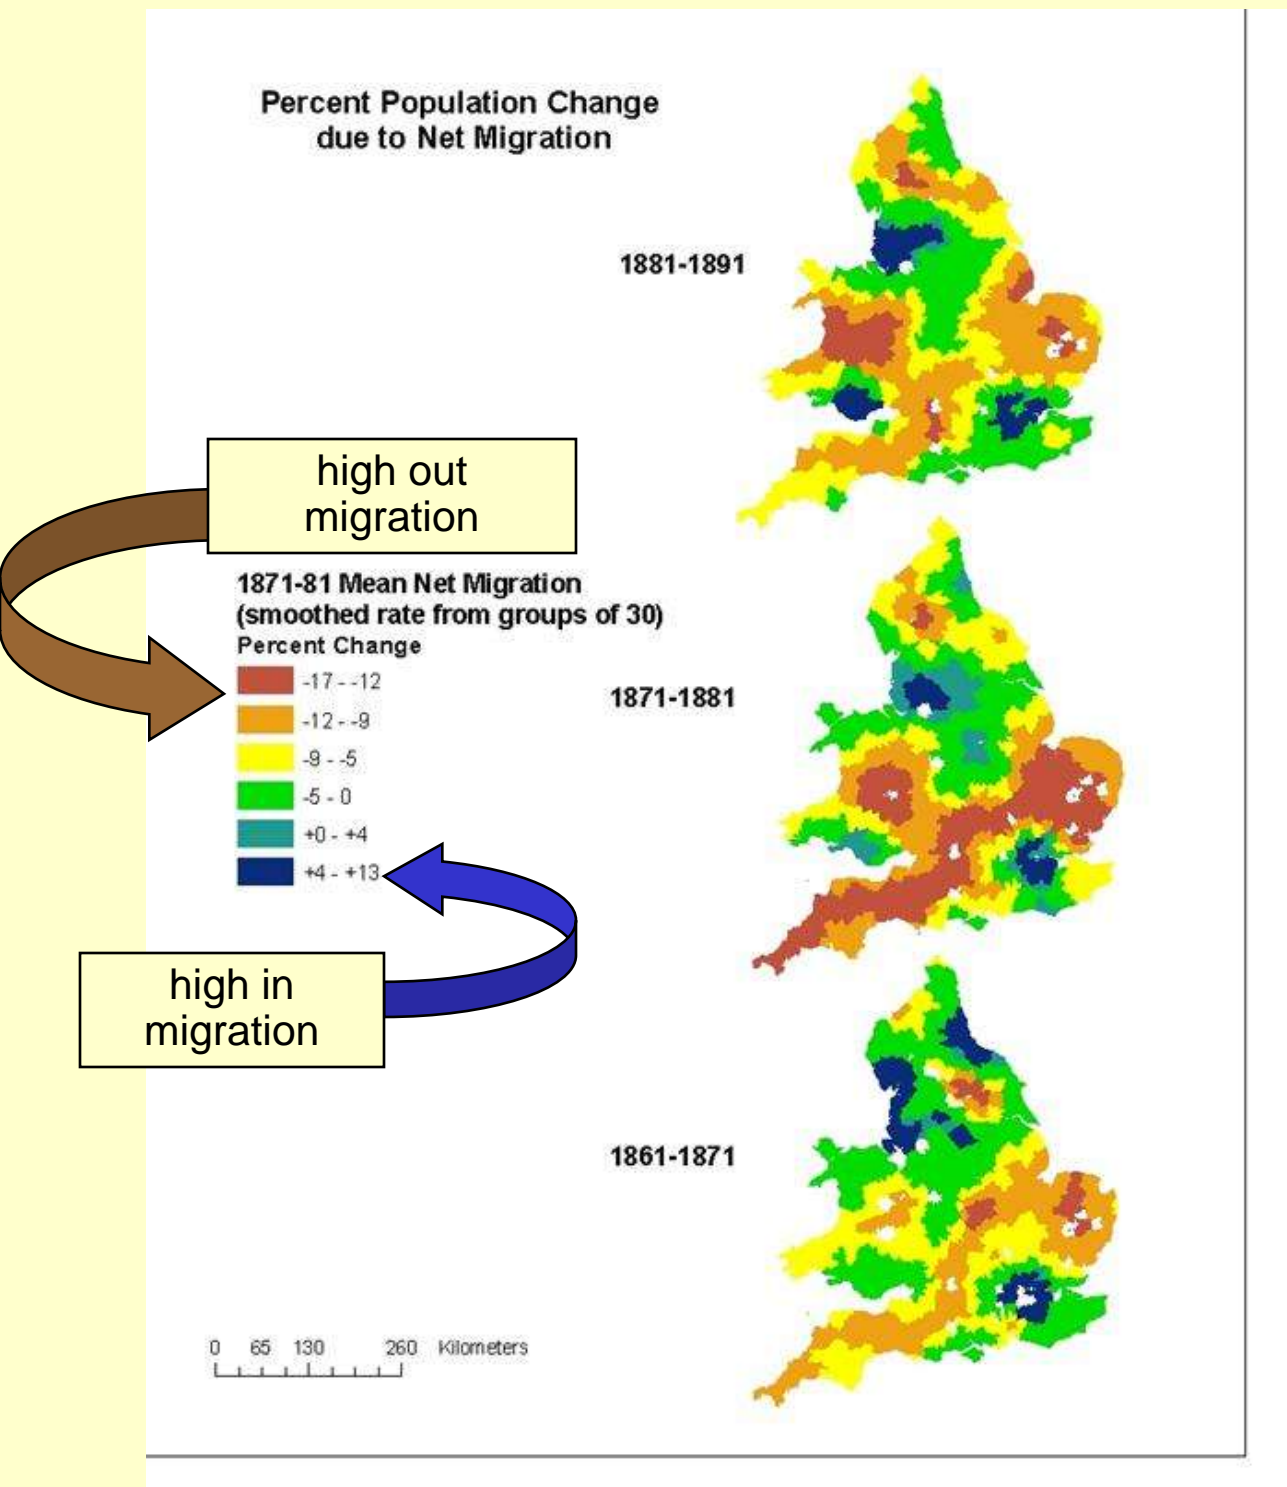 Percent Population Change
due to Net Migration
1881-1891
high out
migration
1871-81 Mean Net Migration
(smoothed rate from groups of 30)
Percent Change
-17 - -12
-12 - -9
-9 - -5
-5 - 0
+0 - +4
+4 - +13
1871-1881
high in
migration
1861-1871
0 65 130 260 Kilometers